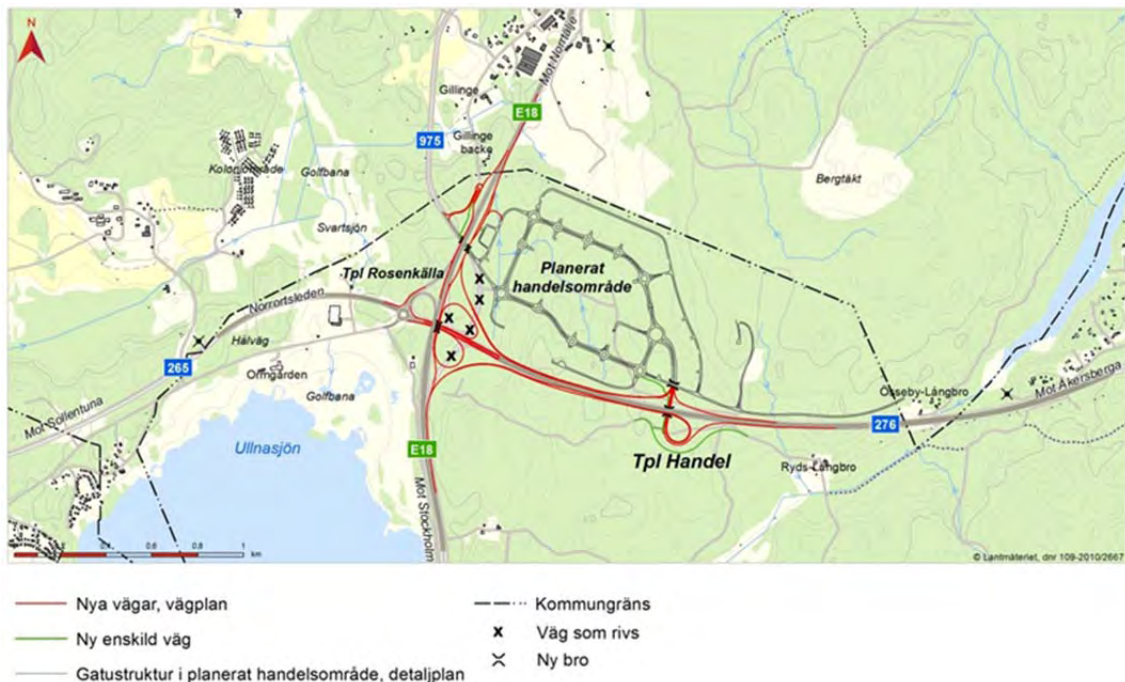 N
Mot Norrtälje
Gillinge
E18
975
Gillinge
backe
Koloniområde
Golfbana
Bergtäkt
Svartsjön
Tpl Rosenkälla
Planerat
handelsområde
Norrortsleden
Hålväg
265
Ormgården
Golfbana
Mot Sollentuna
Ullnasjön
E18
Mot Stockholm
Tpl Handel
Össeby-Långbro
Mot Åkersberga
276
Ryds-Långbro
0.6
0.8
1
km
© Lantmäteriet, dnr 109-2010/2667
Nya vägar, vägplan
Ny enskild väg
Gatustruktur i planerat handelsområde, detaljplan
Kommungräns
x Väg som rivs
Ny bro